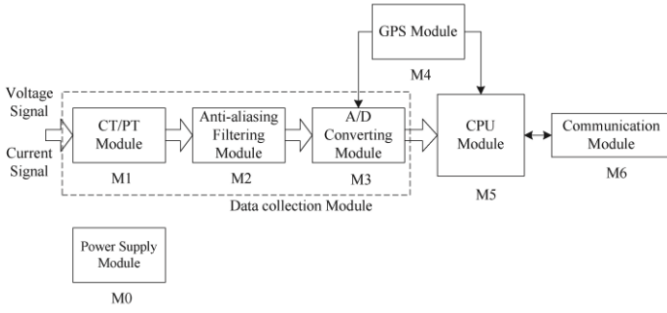 GPS Module
M4
Voltage
Signal
Current
Signal
CT/PT
Module
M1
Anti-aliasing
Filtering
Module
M2
A/D
Converting
Module
M3
CPU
Module
M5
Communication
Module
M6
Data collection Module
Power Supply
Module
M0